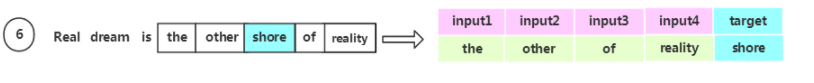 6 Real dream is the other shore of reality
input1 input2 input3 input4 target
the other of reality shore